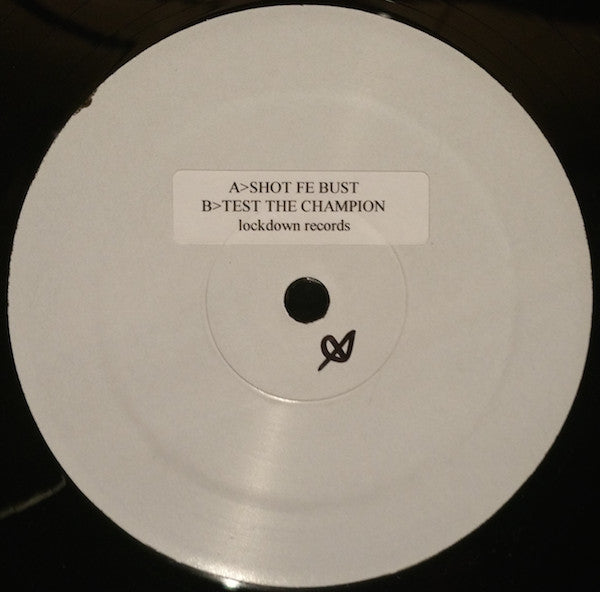 A>SHOT FE BUST
B>TEST THE CHAMPION
lockdown records